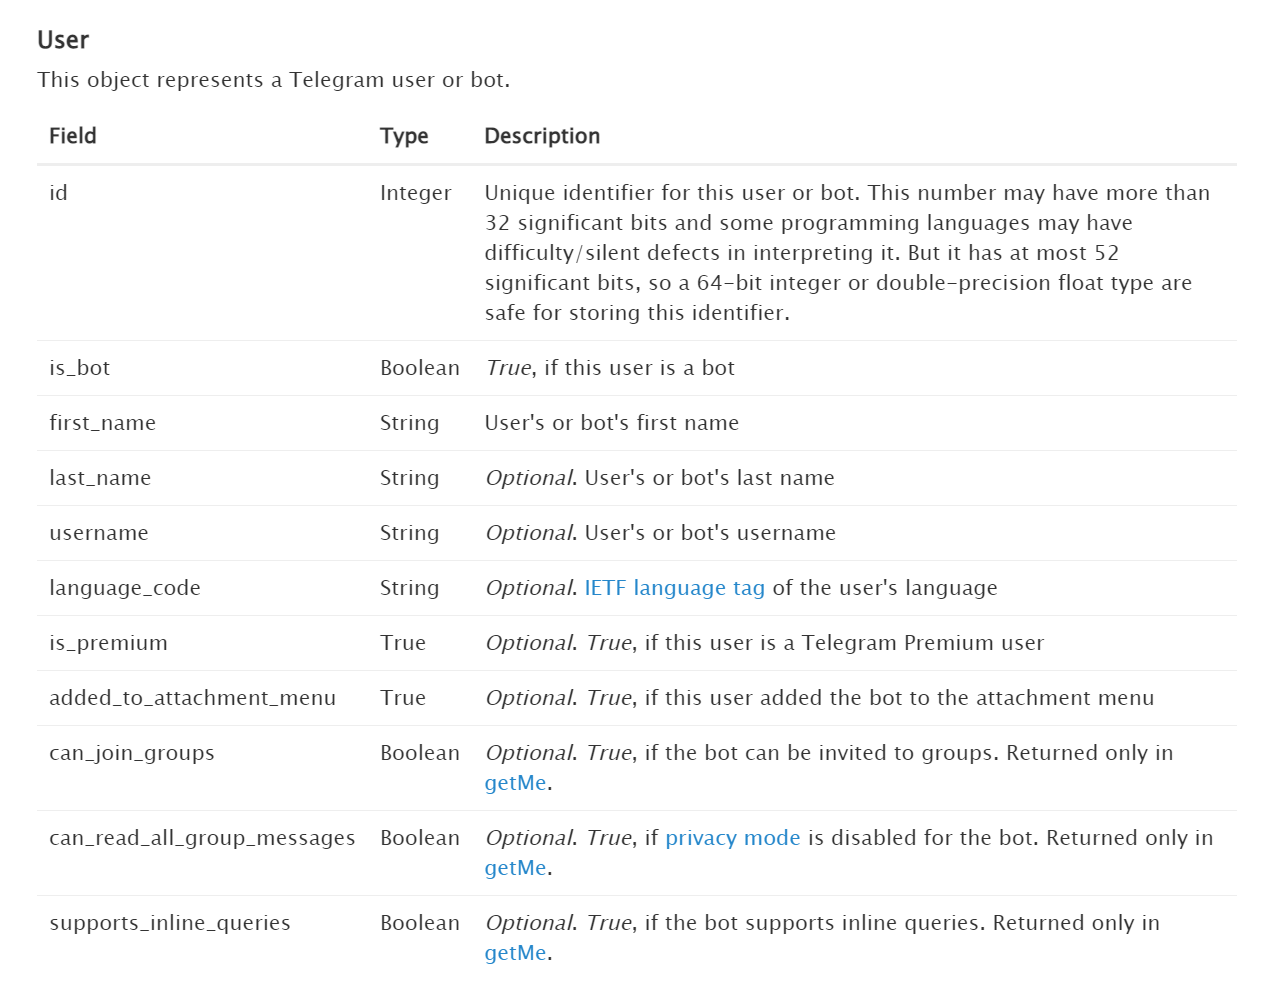 User
This object represents a Telegram user or bot.
Field Type Description
id Integer Unique identifier for this user or bot. This number may have more than
32 significant bits and some programming languages may have
difficulty/silent defects in interpreting it. But it has at most 52
significant bits, so a 64-bit integer or double-precision float type are
safe for storing this identifier.
is_bot Boolean True, if this user is a bot
first_name String User's or bot's first name
last_name String Optional. User's or bot's last name
username String Optional. User's or bot's username
language_code String Optional. IETF language tag of the user's language
is_premium True Optional. True, if this user is a Telegram Premium user
added_to_attachment_menu True Optional. True, if this user added the bot to the attachment menu
can_join_groups Boolean Optional. True, if the bot can be invited to groups. Returned only in
getMe.
can_read_all_group_messages Boolean Optional. True, if privacy mode is disabled for the bot. Returned only in
getMe.
supports_inline_queries Boolean Optional. True, if the bot supports inline queries. Returned only in
getMe.